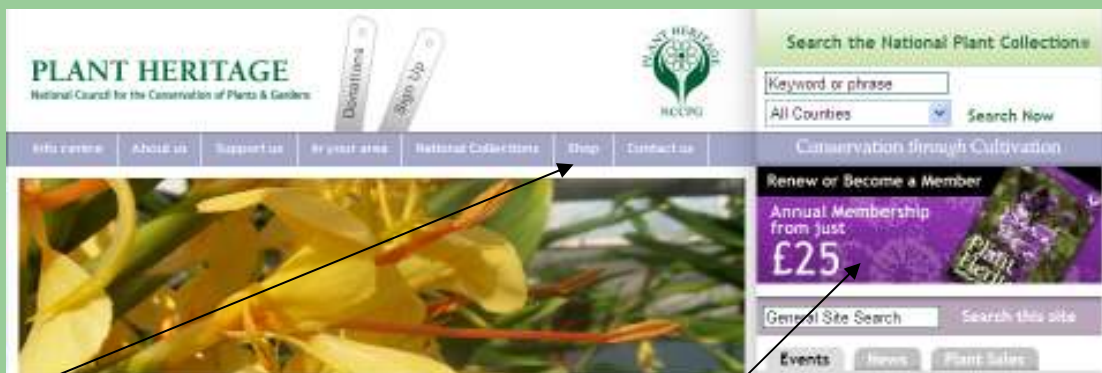 PLANT HERITAGE
National Council for the Conservation of Plants & Gardens
Donations
Sign Up
PLANT HERITAGE
NCCPG
Search the National Plant Collections
Keyword or phrase
All Counties
Search Now
Info centre About us Support us In your area National Collections Shop Contact us
Conservation through Cultivation
Renew or Become a Member
Annual Membership
from just
£25
Plant Heritage
General Site Search
Search this site
Events News Plant Sales